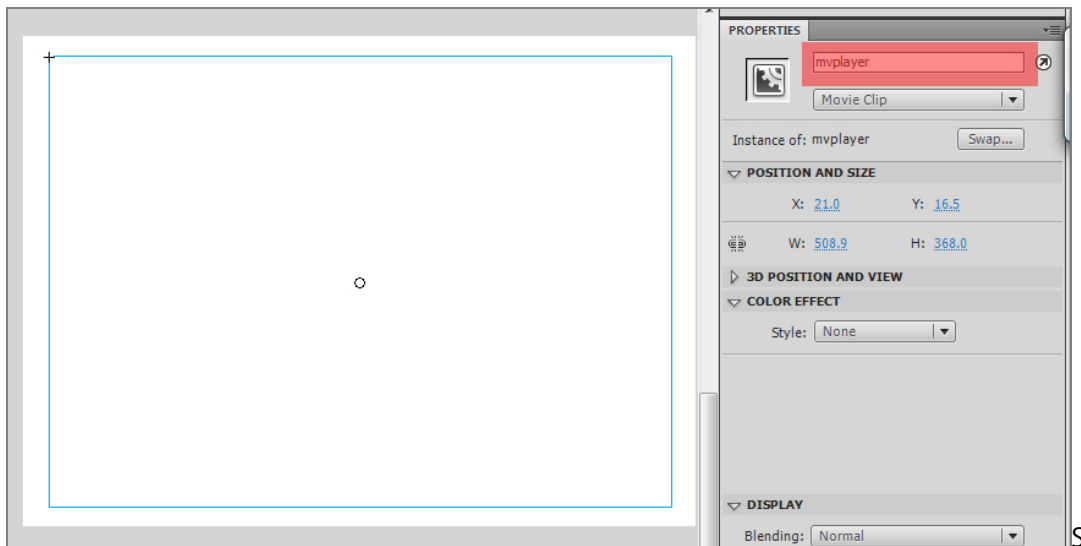 PROPERTIES
mvplayer
Movie Clip
Instance of: mvplayer Swap...
POSITION AND SIZE
X: 21.0 Y: 16.5
W: 508.9 H: 368.0
3D POSITION AND VIEW
COLOR EFFECT
Style: None
DISPLAY
Blending: Normal
S